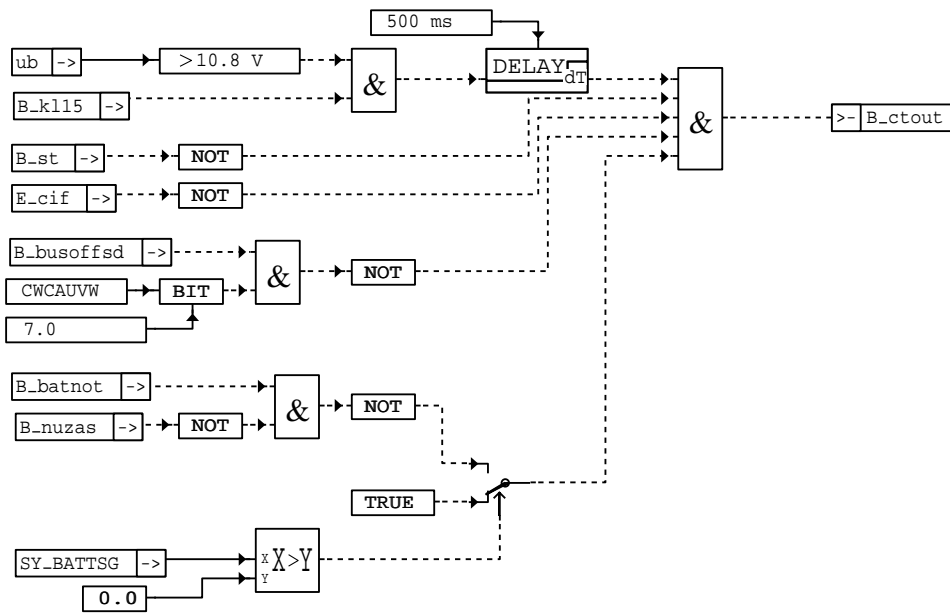 500 ms
ub -> >10.8 V & DELAY dT
B_kl15 ->
& >- B_ctout
B_st -> NOT
E_cif -> NOT
B_busoffsd -> & NOT
CWCAUVW BIT
7.0
B_batnot -> & NOT
B_nuzas -> NOT
TRUE
SY_BATTSG -> X X>Y
Y
0.0